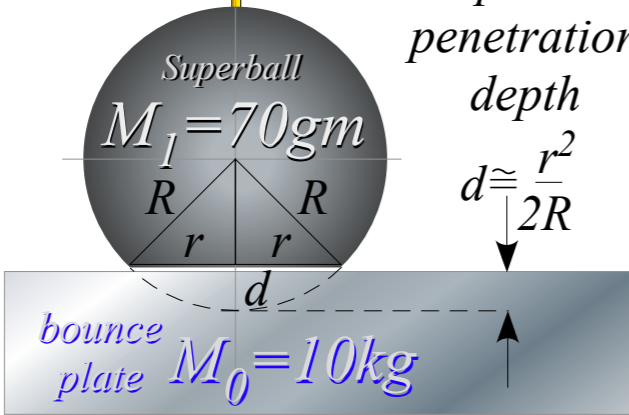 penetration
depth
d≅ r²/2R
Superball
M₁=70gm
R R
r r
d
bounce
plate
M₀=10kg